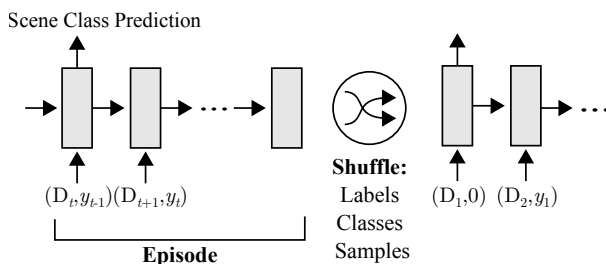 Scene Class Prediction
...
...
(D_t,y_{t-1})(D_{t+1},y_t)
Episode
Shuffle:
Labels
Classes
Samples
(D_1,0) (D_2,y_1)